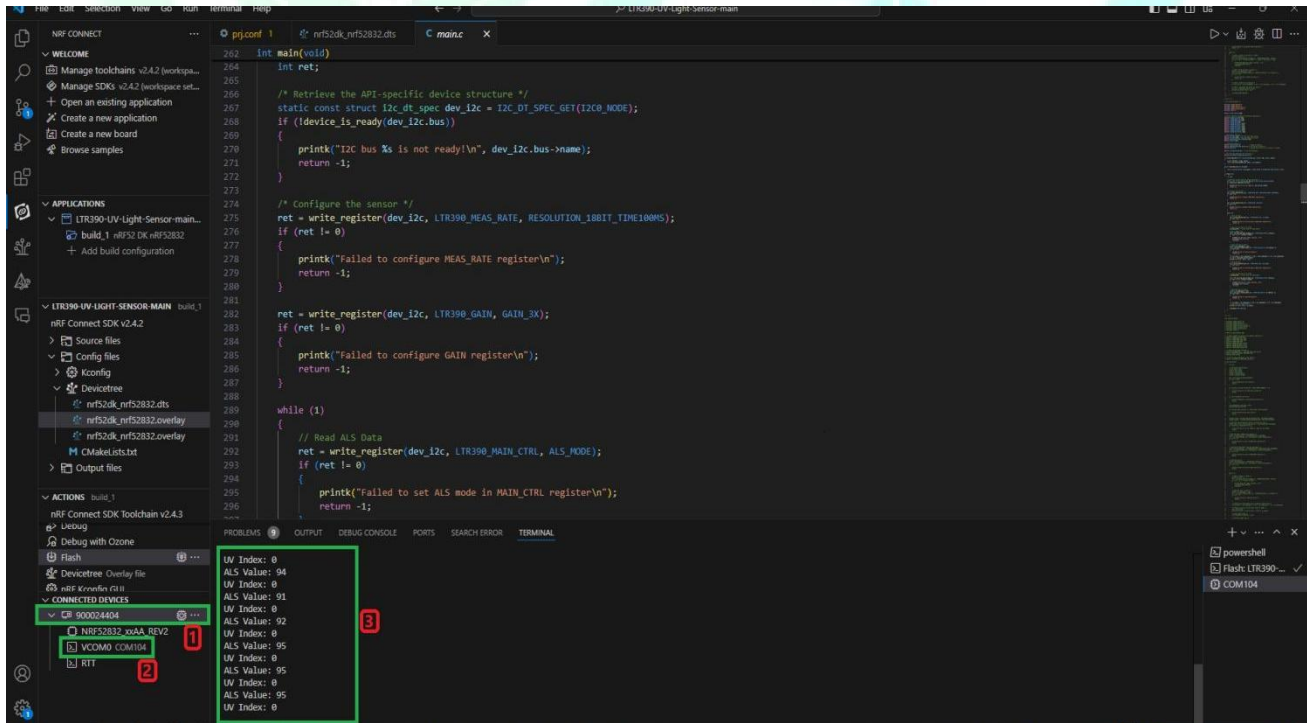 File Edit Selection View Go Run Terminal Help
LTR390-UV-Light-Sensor-main
NRF CONNECT
WELCOME
Manage toolchains v2.4.2 (workspa...
Manage SDKs v2.4.2 (workspace set...
Open an existing application
Create a new application
Create a new board
Browse samples
APPLICATIONS
LTR390-UV-Light-Sensor-main...
build_1 nRF52 DK nRF52832
Add build configuration
LTR390-UV-LIGHT-SENSOR-MAIN build_1
nRF Connect SDK v2.4.2
Source files
Config files
Kconfig
Devicetree
nrf52dk_nrf52832.dts
nrf52dk_nrf52832.overlay
nrf52dk_nrf52832.overlay
CMakeLists.txt
Output files
ACTIONS build_1
nRF Connect SDK Toolchain v2.4.3
Debug
Debug with Ozone
Flash
Devicetree Overlay file
nRF Kconfig GUI
CONNECTED DEVICES
900024404
NRF52832_xxAA_REV2
VCOM0 COM104
RTT
1
2
prj.conf 1 nrf52dk_nrf52832.dts C main.c
262 int main(void)
264 int ret;
265
266 /* Retrieve the API-specific device structure */
267 static const struct i2c_dt_spec dev_i2c = I2C_DT_SPEC_GET(I2C0_NODE);
268 if (!device_is_ready(dev_i2c.bus))
269 {
270 printk("I2C bus %s is not ready!\n", dev_i2c.bus->name);
271 return -1;
272 }
273
274 /* Configure the sensor */
275 ret = write_register(dev_i2c, LTR390_MEAS_RATE, RESOLUTION_18BIT_TIME100MS);
276 if (ret != 0)
277 {
278 printk("Failed to configure MEAS_RATE register\n");
279 return -1;
280 }
281
282 ret = write_register(dev_i2c, LTR390_GAIN, GAIN_3X);
283 if (ret != 0)
284 {
285 printk("Failed to configure GAIN register\n");
286 return -1;
287 }
288
289 while (1)
290 {
291 // Read ALS Data
292 ret = write_register(dev_i2c, LTR390_MAIN_CTRL, ALS_MODE);
293 if (ret != 0)
294 {
295 printk("Failed to set ALS mode in MAIN_CTRL register\n");
296 return -1;
PROBLEMS 9 OUTPUT DEBUG CONSOLE PORTS SEARCH ERROR TERMINAL
UV Index: 0
ALS Value: 94
UV Index: 0
ALS Value: 91
UV Index: 0
ALS Value: 92
UV Index: 0
ALS Value: 95
UV Index: 0
ALS Value: 95
UV Index: 0
ALS Value: 95
UV Index: 0
3
powershell
Flash: LTR390-...
COM104